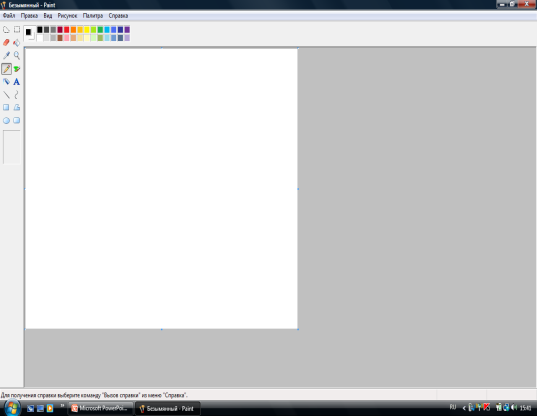 Безымянный - Paint
Файл Правка Вид Рисунок Палитра Справка
A
Для получения справки выберите команду "Вызов справки" из меню "Справка".
Microsoft PowerPoi... Безымянный - Paint RU 15:41